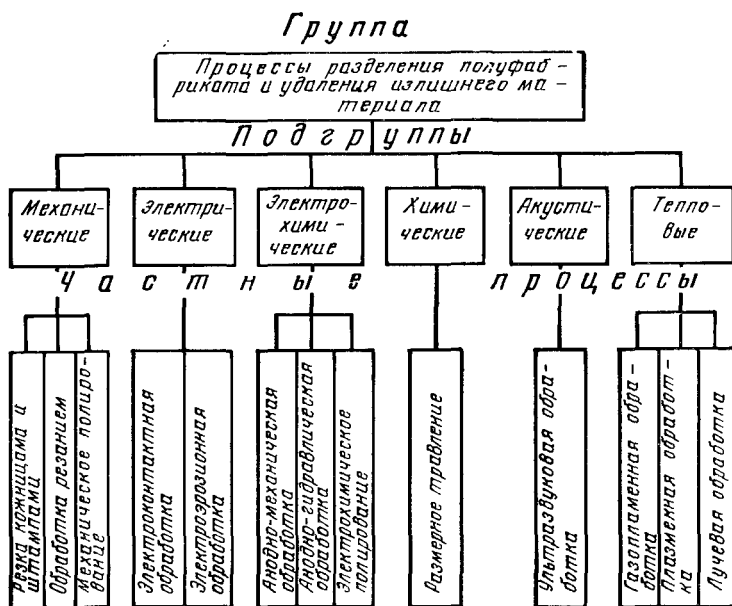 Группа
Процессы разделения полуфаб-
риката и удаления излишнего ма-
териала
Подгруппы
Механи-
ческие
Электри-
ческие
Электро-
хими-
ческие
Хими-
ческие
Акусти-
ческие
Тепло-
вые
Частные процессы
Резка ножницами и
штампами
Обработка резанием
Механическое полиро-
вание
Электроконтактная
обработка
Электроэрозионная
обработка
Анодно-механическая
обработка
Анодно-гидравлическая
обработка
Электрохимическое
полирование
Размерное травление
Ультразвуковая обра-
ботка
Газопламенная обра-
ботка
Плазменная обработ-
ка
Лучевая обработка